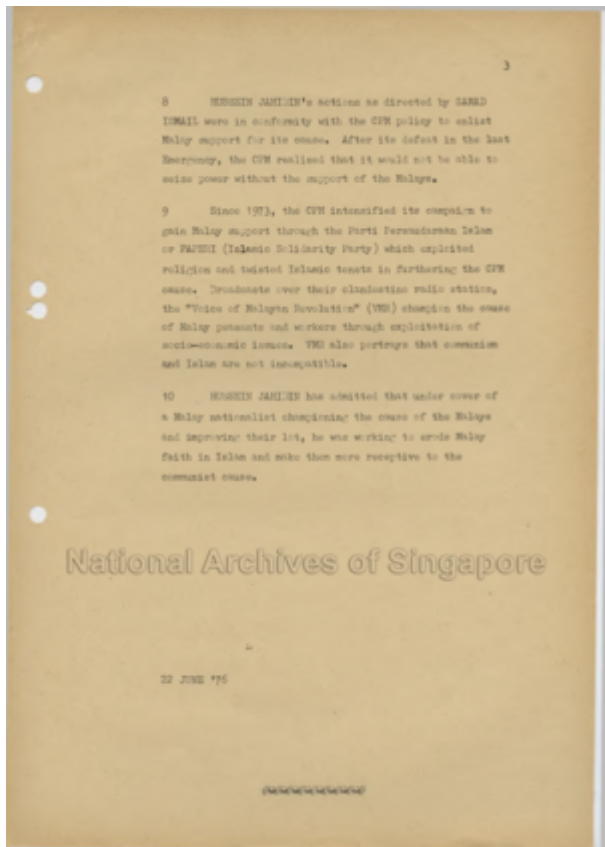 3
8 HUSSEIN JAHIDIN's actions as directed by SAMAD
ISMAIL were in conformity with the CPM policy to enlist
Malay support for its cause. After its defeat in the last
Emergency, the CPM realised that it would not be able to
seize power without the support of the Malays.
9 Since 1973, the CPM intensified its campaign to
gain Malay support through the Parti Persaudaraan Islam
or PAPERI (Islamic Solidarity Party) which exploited
religion and twisted Islamic tenets in furthering the CPM
cause. Broadcasts over their clandestine radio station,
the "Voice of Malayan Revolution" (VMR) champion the cause
of Malay peasants and workers through exploitation of
socio-economic issues. VMR also portrays that communism
and Islam are not incompatible.
10 HUSSEIN JAHIDIN has admitted that under cover of
a Malay nationalist championing the cause of the Malays
and improving their lot, he was working to erode Malay
faith in Islam and make them more receptive to the
communist cause.
National Archives of Singapore
22 JUNE '76